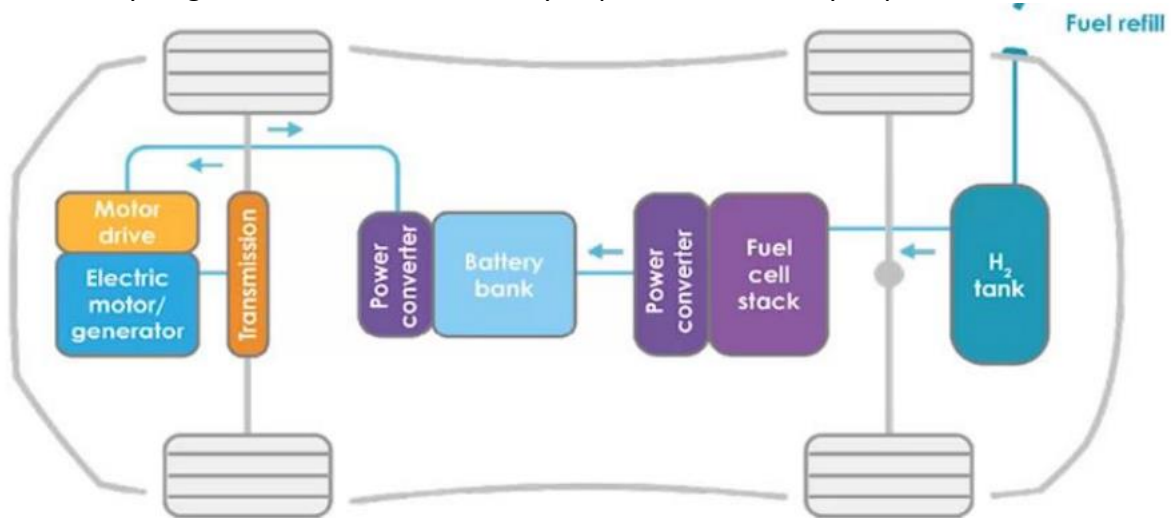 Fuel refill
Motor
drive
Electric
motor/
generator
Transmission
Power
converter
Battery
bank
Power
converter
Fuel
cell
stack
H₂
tank